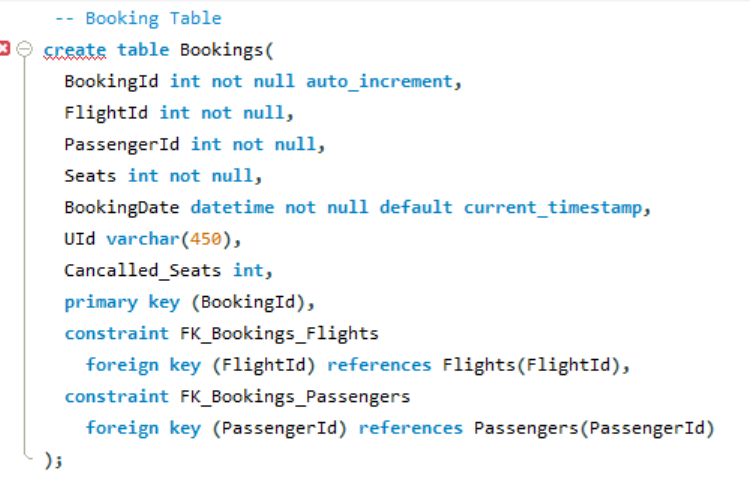 -- Booking Table
create table Bookings(
BookingId int not null auto_increment,
FlightId int not null,
PassengerId int not null,
Seats int not null,
BookingDate datetime not null default current_timestamp,
UId varchar(450),
Cancalled_Seats int,
primary key (BookingId),
constraint FK_Bookings_Flights
foreign key (FlightId) references Flights(FlightId),
constraint FK_Bookings_Passengers
foreign key (PassengerId) references Passengers(PassengerId)
);